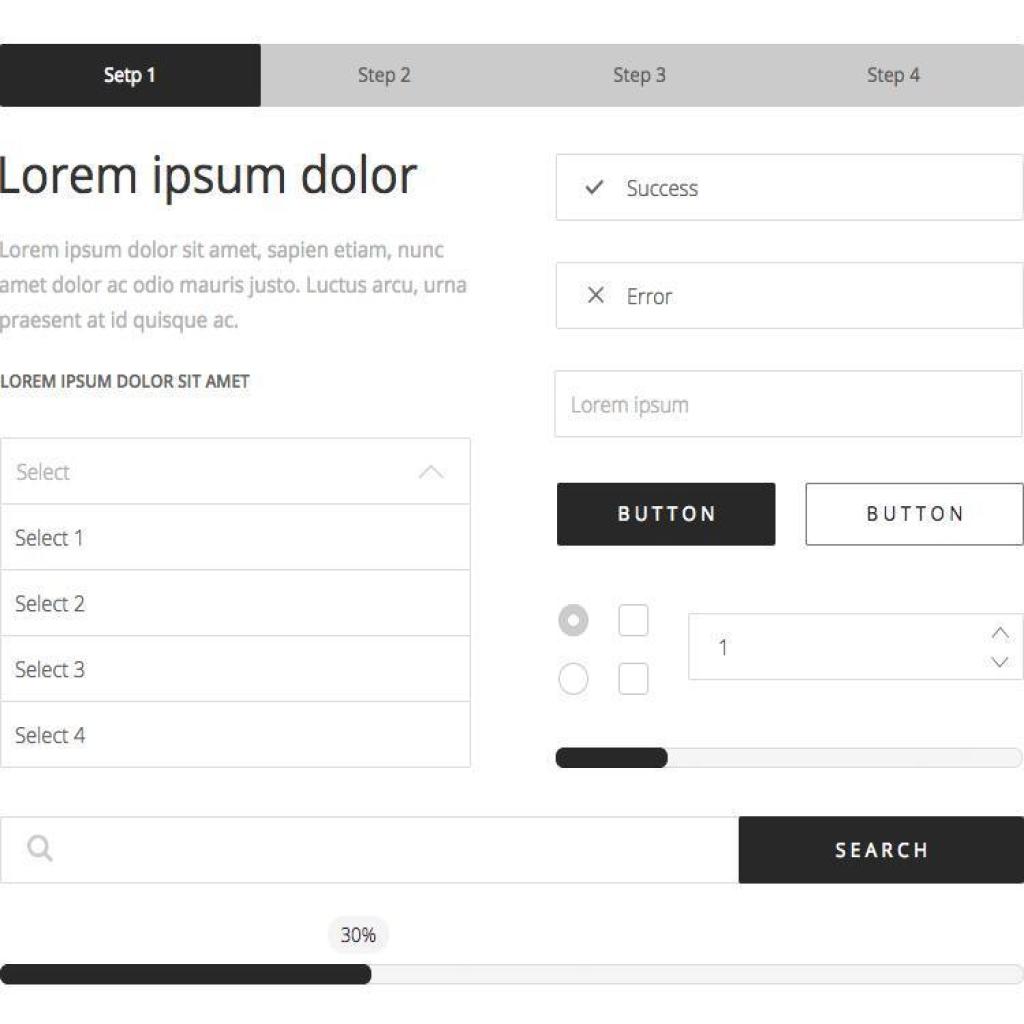 Setp 1
Step 2
Step 3
Step 4
Lorem ipsum dolor
Lorem ipsum dolor sit amet, sapien etiam, nunc
amet dolor ac odio mauris justo. Luctus arcu, urna
praesent at id quisque ac.
LOREM IPSUM DOLOR SIT AMET
Select
Select 1
Select 2
Select 3
Select 4
Success
Error
Lorem ipsum
BUTTON
BUTTON
1
SEARCH
30%